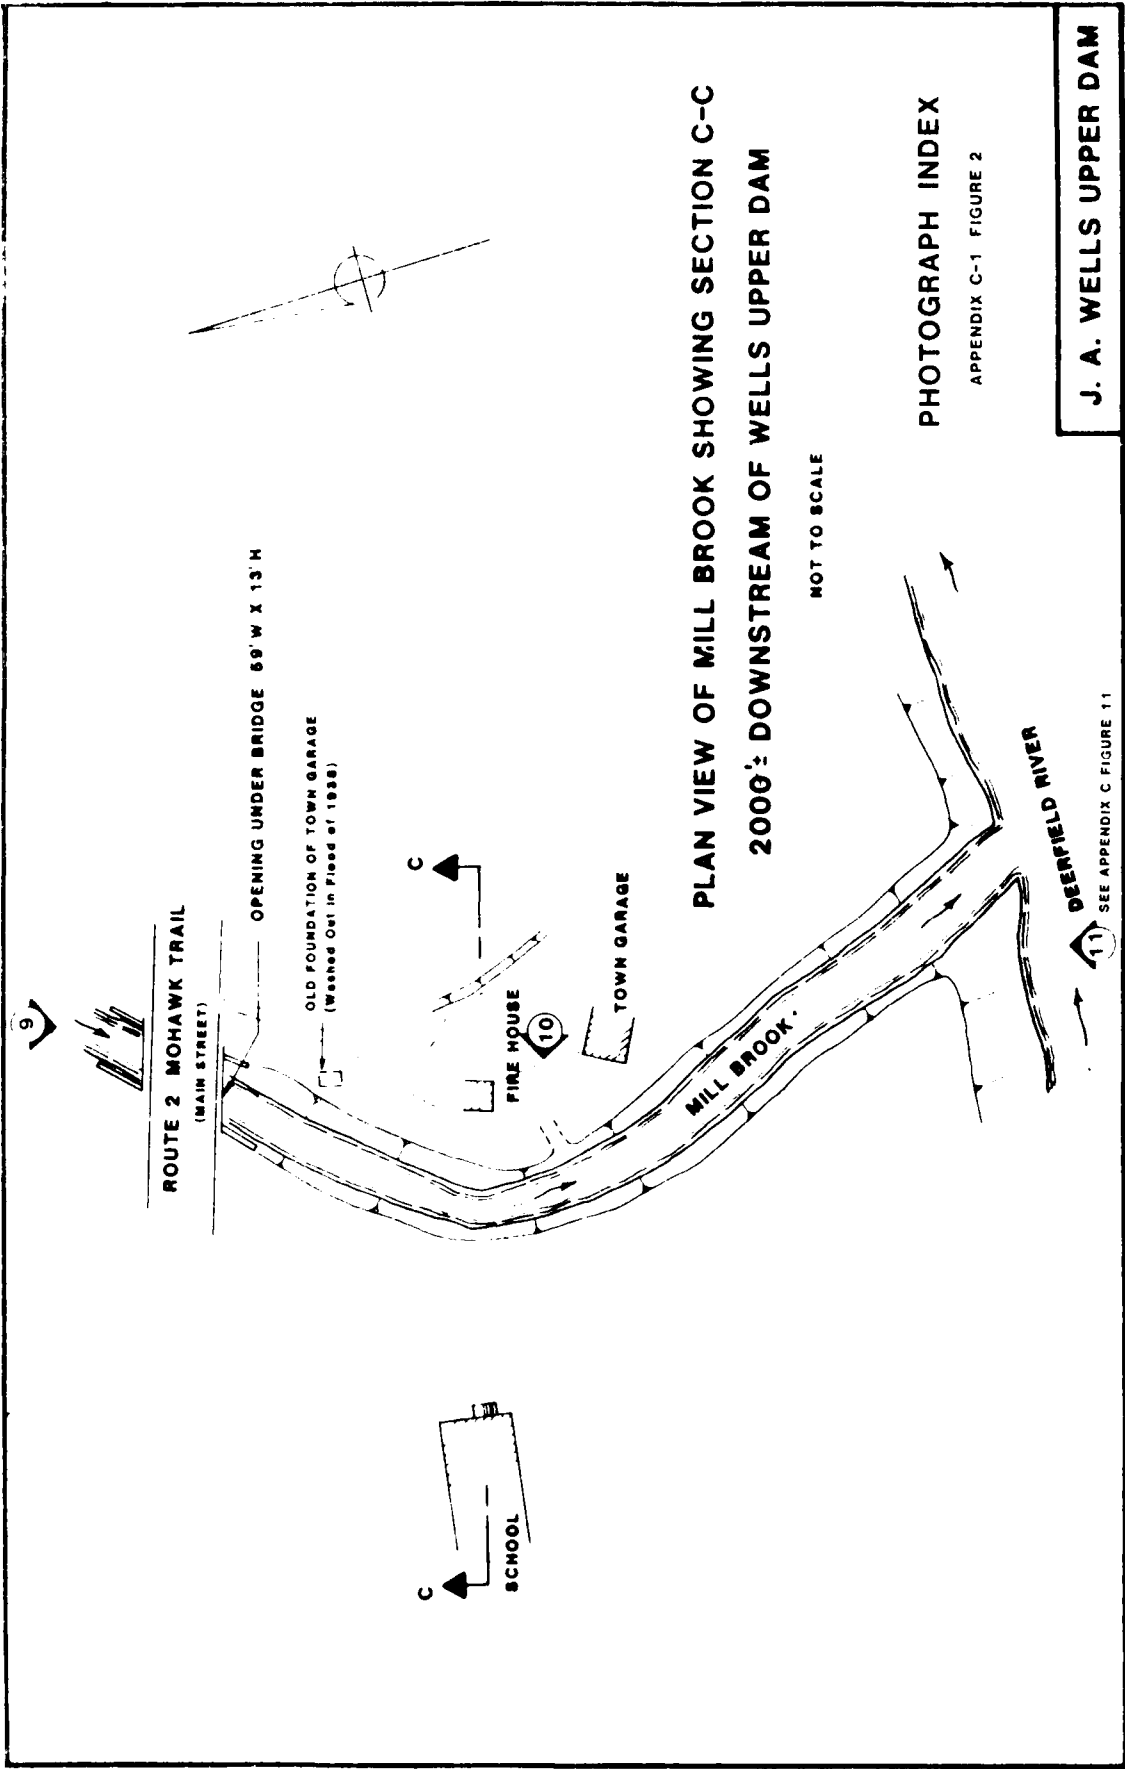 9
ROUTE 2 MOHAWK TRAIL
(MAIN STREET)
OPENING UNDER BRIDGE 59'W X 13'H
OLD FOUNDATION OF TOWN GARAGE
(Washed Out in Flood of 1938)
C
C
SCHOOL
FIRE HOUSE
10
TOWN GARAGE
MILL BROOK
DEERFIELD RIVER
11
SEE APPENDIX C FIGURE 11
PLAN VIEW OF MILL BROOK SHOWING SECTION C-C
2000'± DOWNSTREAM OF WELLS UPPER DAM
NOT TO SCALE
PHOTOGRAPH INDEX
APPENDIX C-1 FIGURE 2
J. A. WELLS UPPER DAM